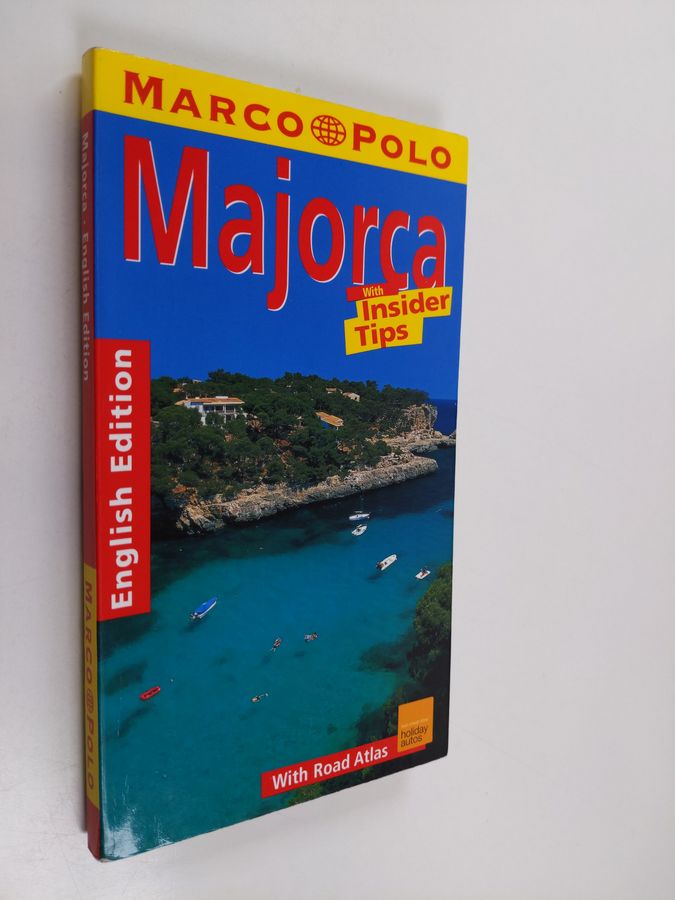 MARCO POLO
Majorca
With
Insider
Tips
English Edition
With Road Atlas
holiday
autos
Majorca · English Edition
MARCO POLO